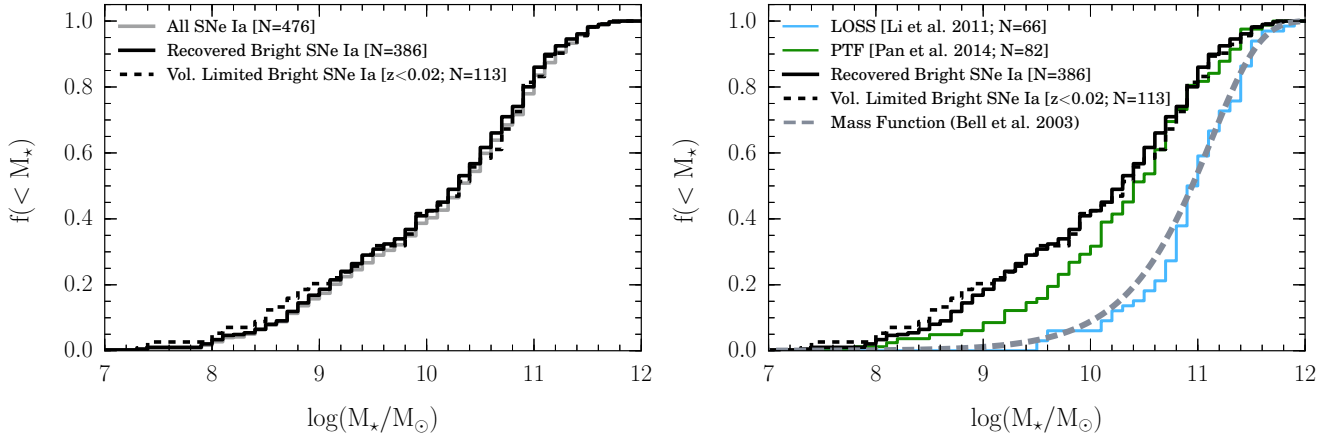 All SNe Ia [N=476]
Recovered Bright SNe Ia [N=386]
Vol. Limited Bright SNe Ia [z<0.02; N=113]
f(< M⋆)
1.0
0.8
0.6
0.4
0.2
0.0
7 8 9 10 11 12
log(M⋆/M⊙)
LOSS [Li et al. 2011; N=66]
PTF [Pan et al. 2014; N=82]
Recovered Bright SNe Ia [N=386]
Vol. Limited Bright SNe Ia [z<0.02; N=113]
Mass Function (Bell et al. 2003)
f(< M⋆)
1.0
0.8
0.6
0.4
0.2
0.0
7 8 9 10 11 12
log(M⋆/M⊙)